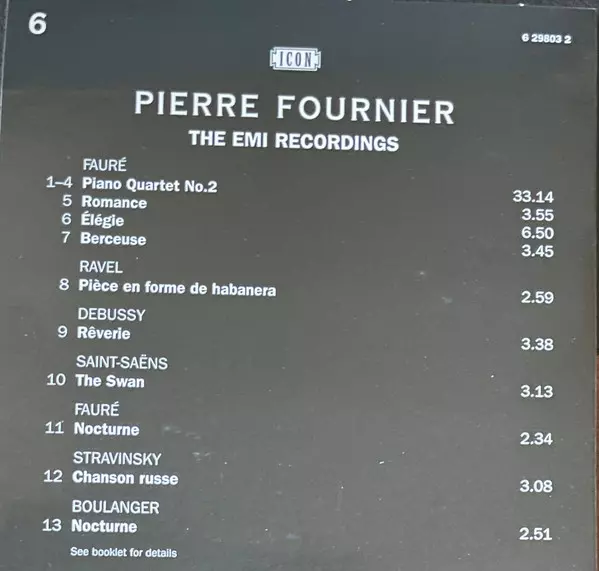 6
6 29803 2
ICON
PIERRE FOURNIER
THE EMI RECORDINGS
FAURÉ
1–4 Piano Quartet No.2 33.14
5 Romance 3.55
6 Élégie 6.50
7 Berceuse 3.45
RAVEL
8 Pièce en forme de habanera 2.59
DEBUSSY
9 Rêverie 3.38
SAINT-SAËNS
10 The Swan 3.13
FAURÉ
11 Nocturne 2.34
STRAVINSKY
12 Chanson russe 3.08
BOULANGER
13 Nocturne 2.51
See booklet for details